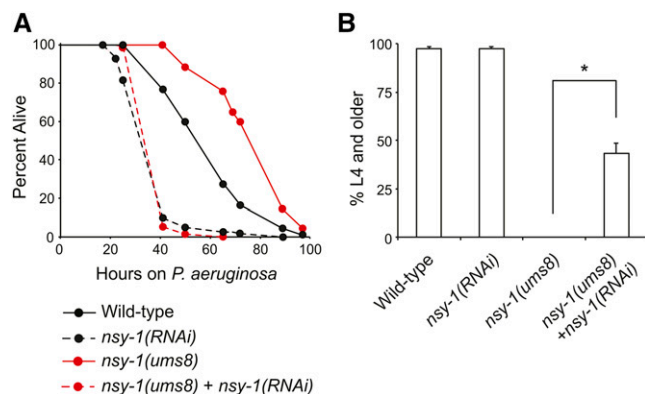 A
Percent Alive
100
80
60
40
20
0
0 20 40 60 80 100
Hours on P. aeruginosa
Wild-type
nsy-1(RNAi)
nsy-1(ums8)
nsy-1(ums8) + nsy-1(RNAi)
B
% L4 and older
100
75
50
25
0
*
Wild-type
nsy-1(RNAi)
nsy-1(ums8)
nsy-1(ums8)
+nsy-1(RNAi)